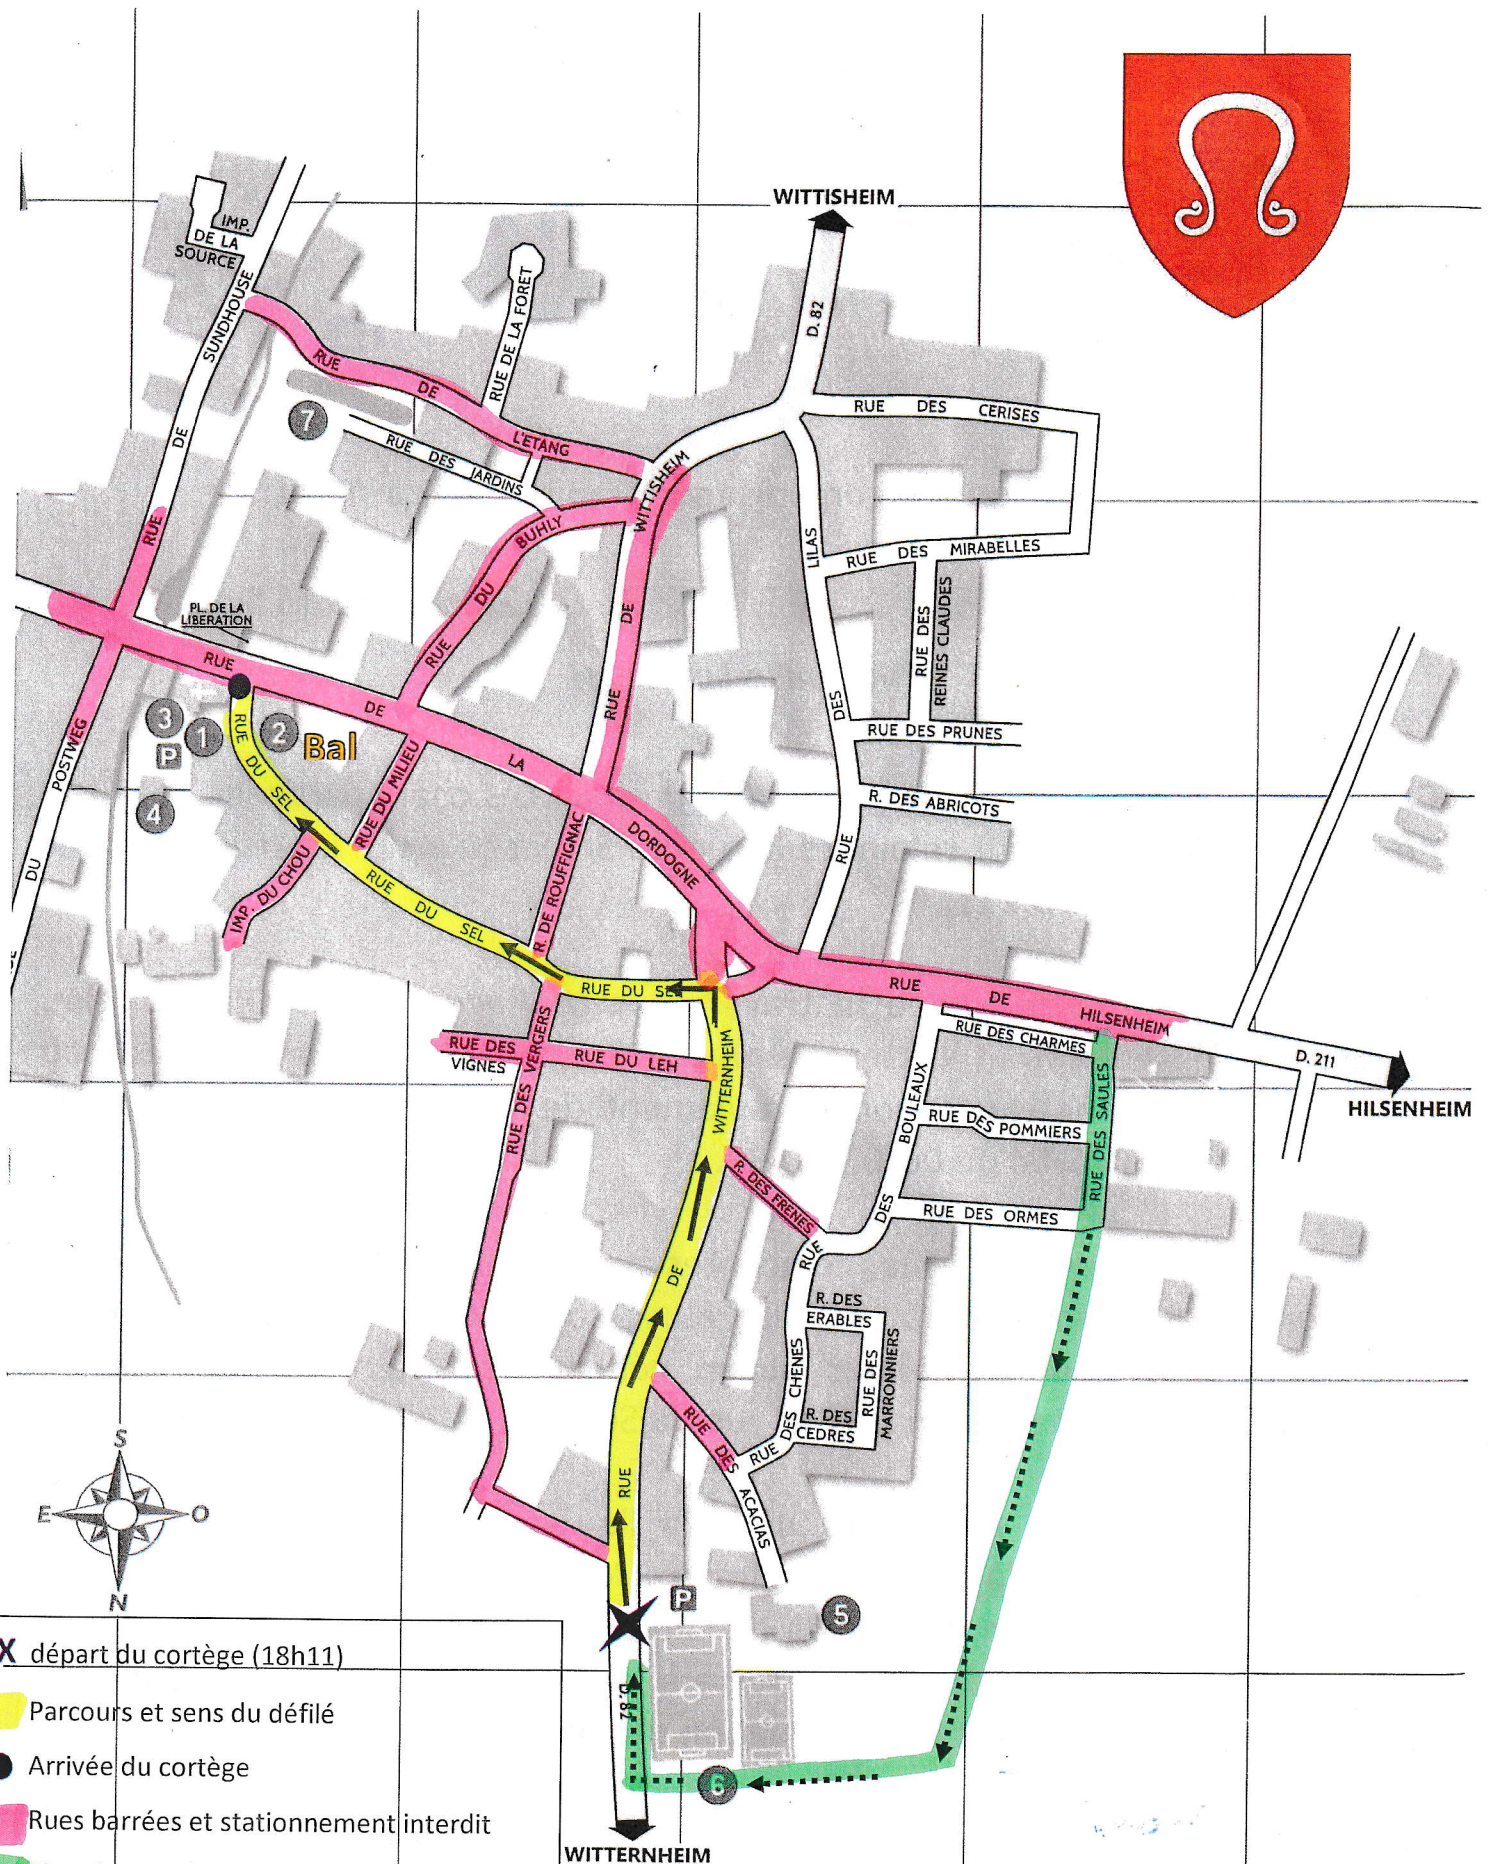 WITTISHEIM
IMP.
DE LA
SOURCE
RUE DE SUNDHOUSE
RUE DE LA FORET
D. 82
RUE DE L'ETANG
7
RUE DES JARDINS
RUE DES CERISES
RUE DE WITTISHEIM
RUE DU BUHLY
RUE DES LILAS
RUE DES MIRABELLES
RUE DES
REINES CLAUDES
PL. DE LA
LIBERATION
RUE DE LA DORDOGNE
RUE DES PRUNES
3
1
2
Bal
P
4
DU POSTWEG
RUE DU SEL
RUE DU MILIEU
R. DES ABRICOTS
IMP. DU CHOU
RUE DU SEL
R. DE ROUFFIGNAC
RUE DU SEL
RUE DE HILSENHEIM
D. 211
HILSENHEIM
RUE DES CHARMES
RUE DES
VIGNES
RUE DU LEH
RUE DES VERGERS
RUE DE WITTERNHEIM
RUE DES BOULEAUX
RUE DES POMMIERS
RUE DES SAULES
R. DES FRENES
RUE DES ORMES
R. DES
ERABLES
RUE DES CHENES
RUE DES
MARRONNIERS
R. DES
CEDRES
RUE DES ACACIAS
S
E
O
N
P
5
D. 82
6
WITTERNHEIM
X départ du cortège (18h11)
Parcours et sens du défilé
Arrivée du cortège
Rues barrées et stationnement interdit